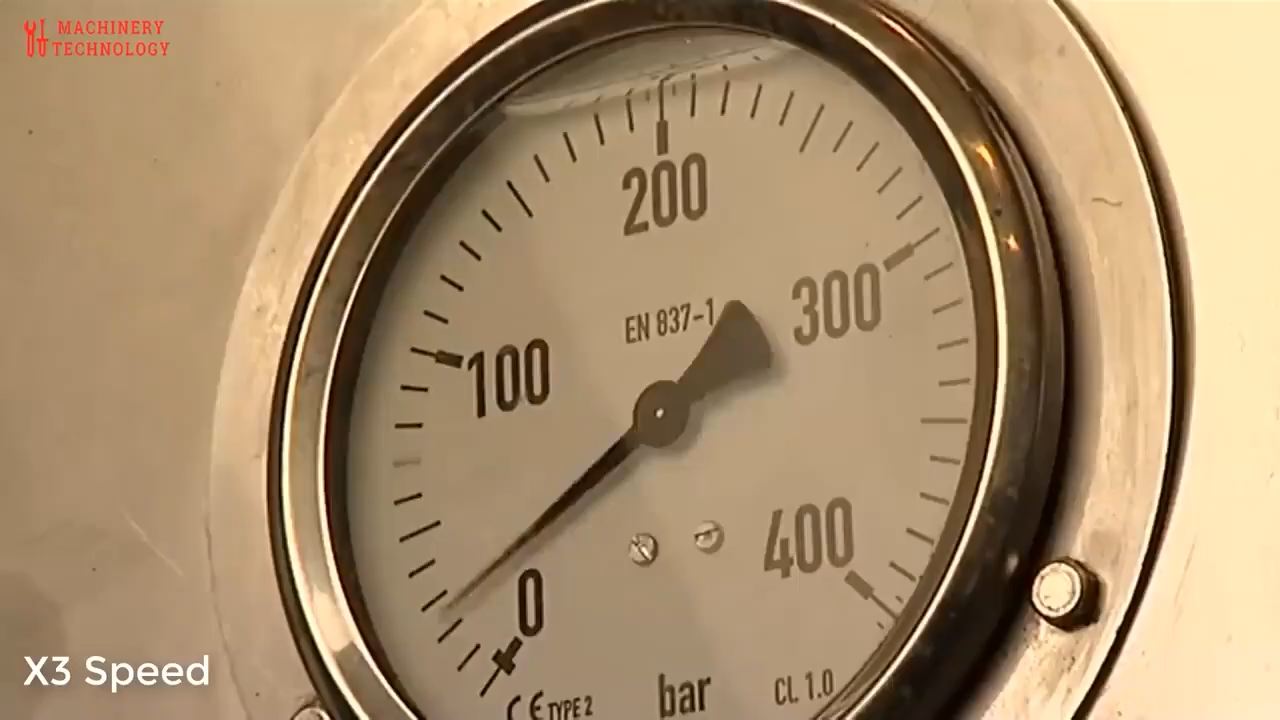 MACHINERY
TECHNOLOGY
200
EN 837-1
300
100
400
0
CE TYPE 2
bar
CL 1.0
X3 Speed